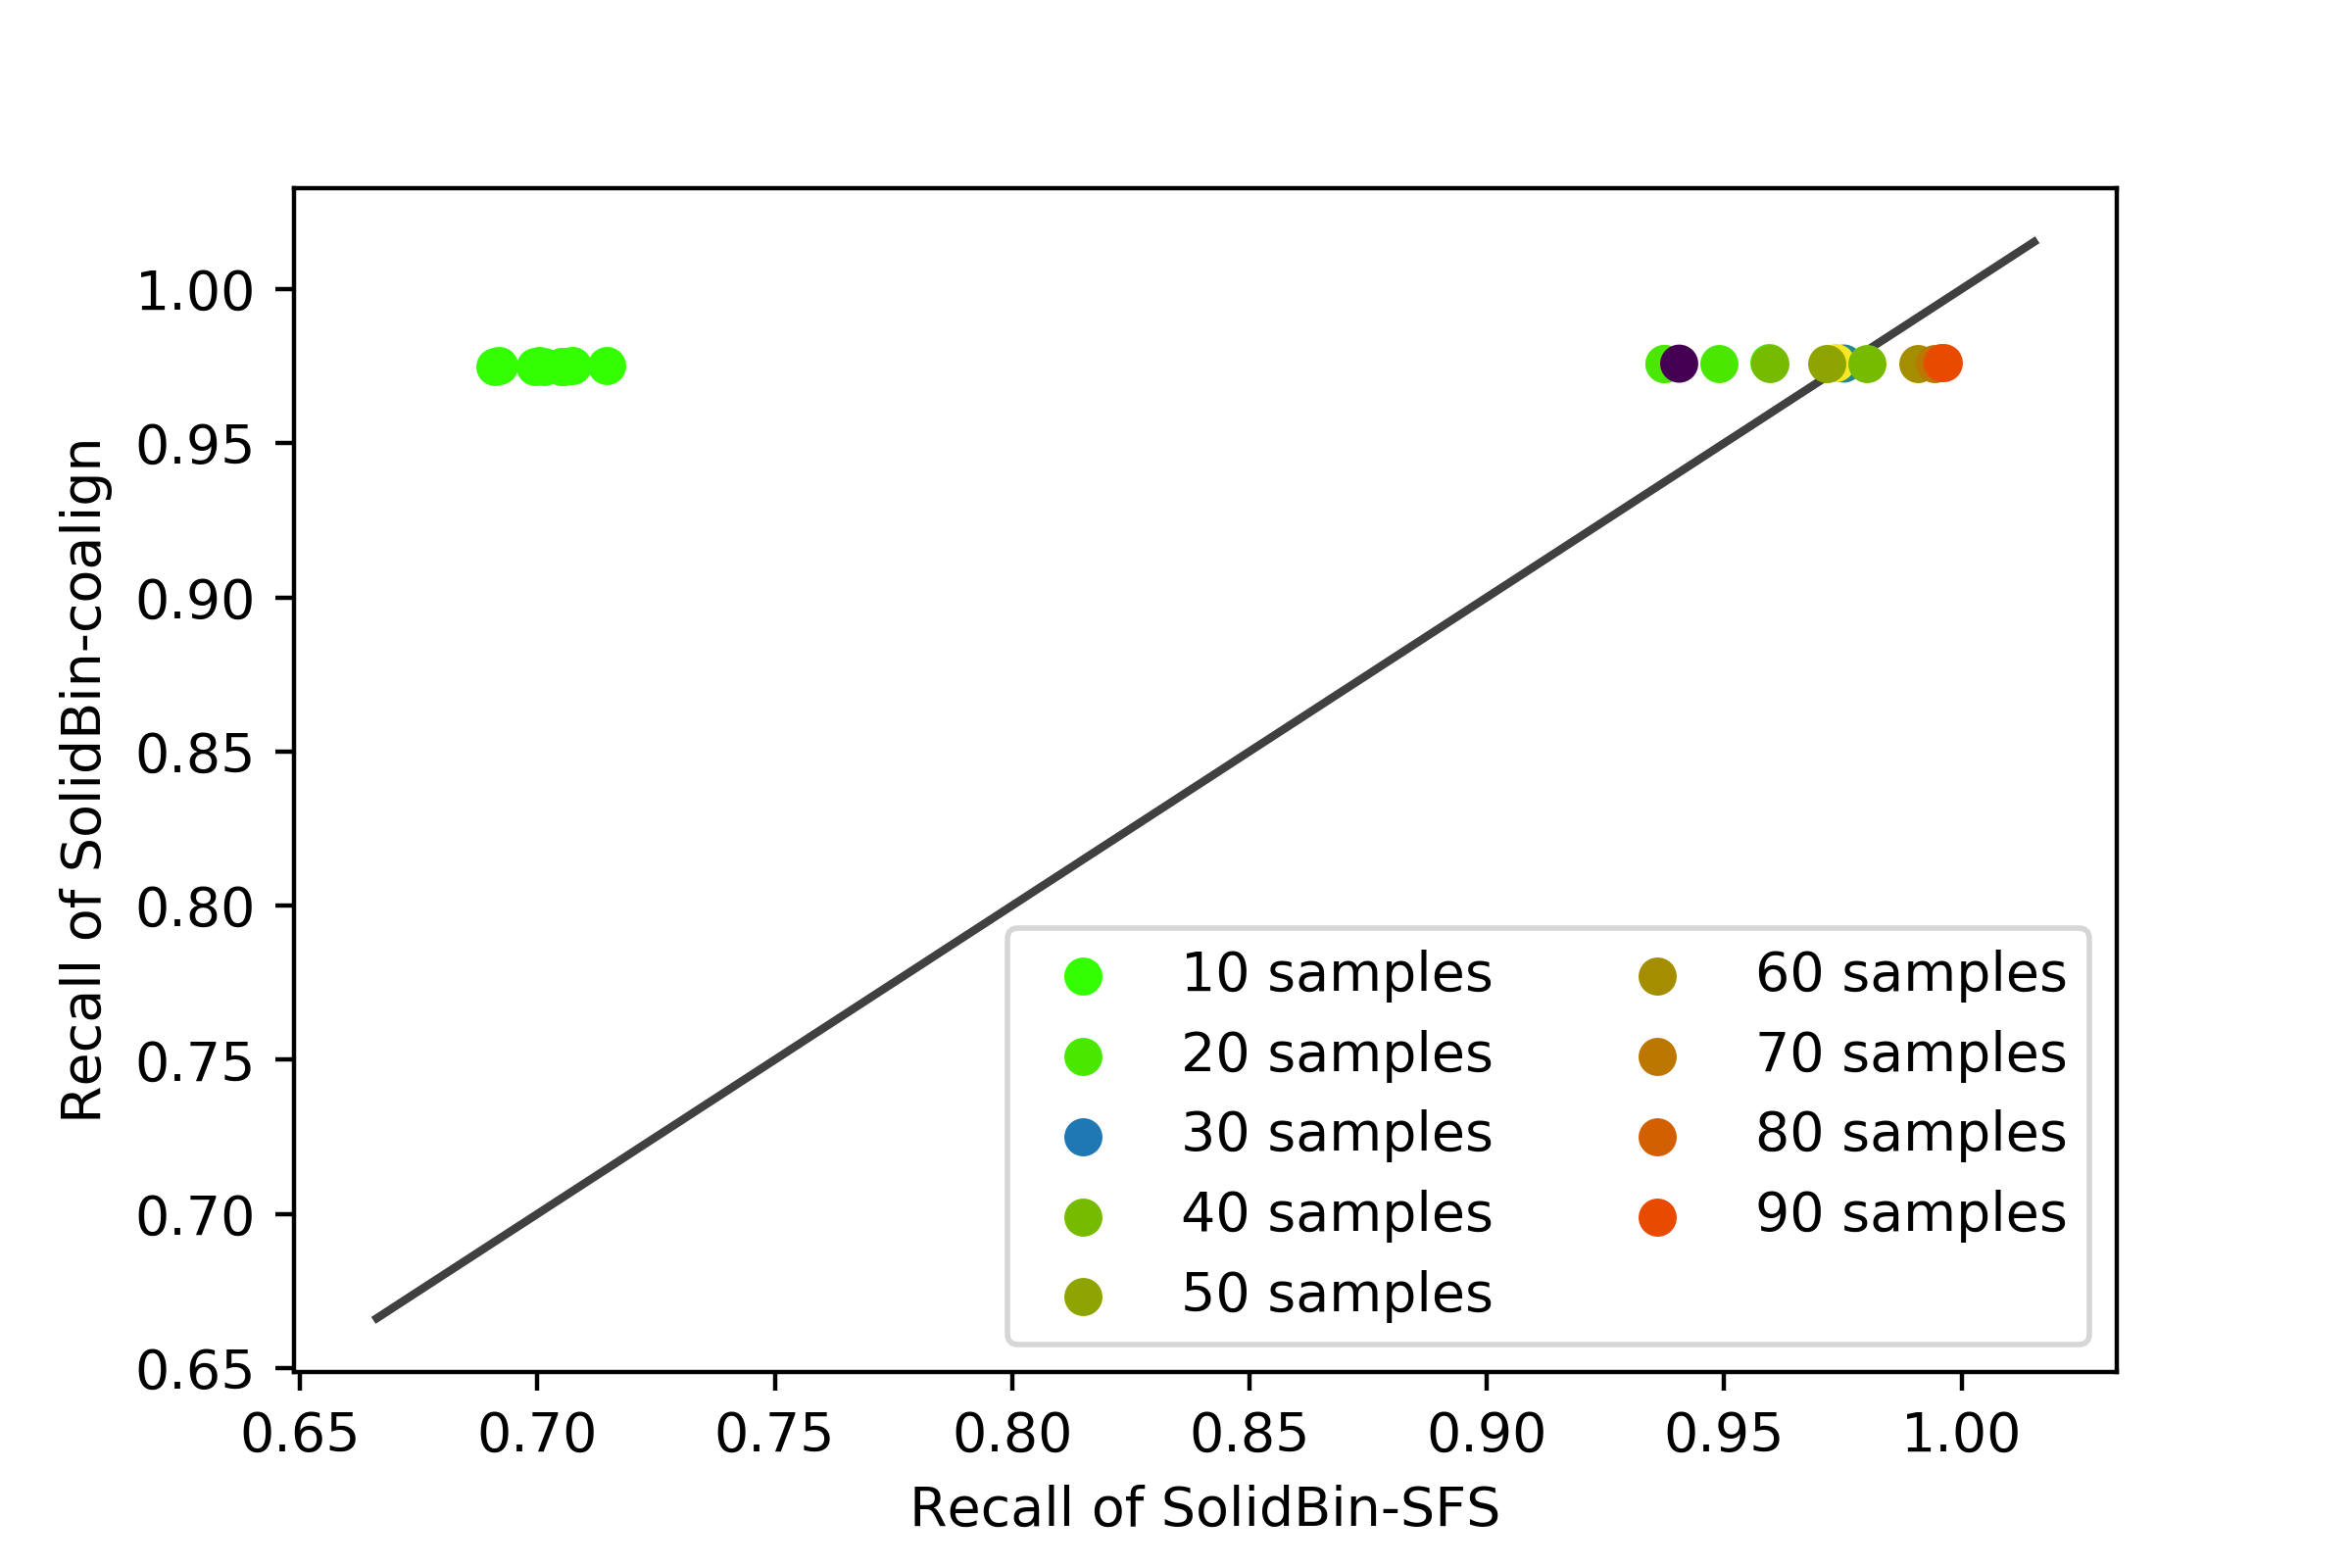 1.00
0.95
0.90
0.85
0.80
0.75
0.70
0.65
Recall of SolidBin-coalign
10 samples
20 samples
30 samples
40 samples
50 samples
60 samples
70 samples
80 samples
90 samples
0.65 0.70 0.75 0.80 0.85 0.90 0.95 1.00
Recall of SolidBin-SFS